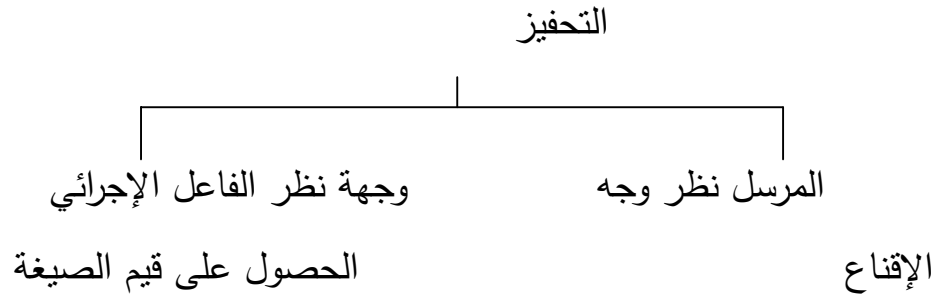 التحفيز
المرسل نظر وجه
وجهة نظر الفاعل الإجرائي
الإقناع
الحصول على قيم الصيغة